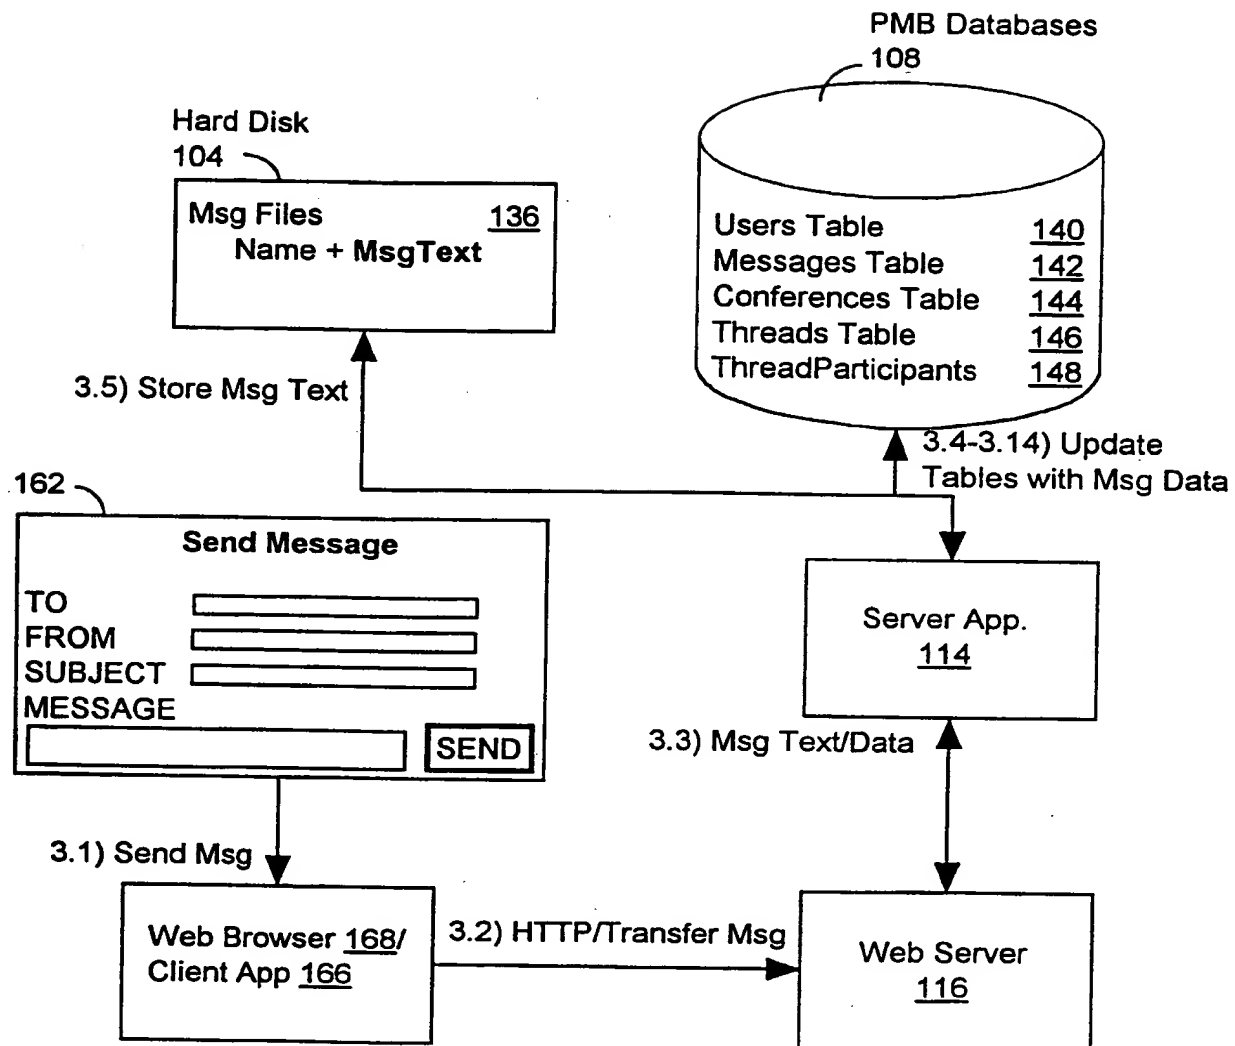 PMB Databases
108
Hard Disk
104
Msg Files 136
Name + MsgText
Users Table 140
Messages Table 142
Conferences Table 144
Threads Table 146
ThreadParticipants 148
3.5) Store Msg Text
3.4-3.14) Update
Tables with Msg Data
162
Send Message
TO
FROM
SUBJECT
MESSAGE
SEND
Server App.
114
3.3) Msg Text/Data
3.1) Send Msg
Web Browser 168/
Client App 166
3.2) HTTP/Transfer Msg
Web Server
116